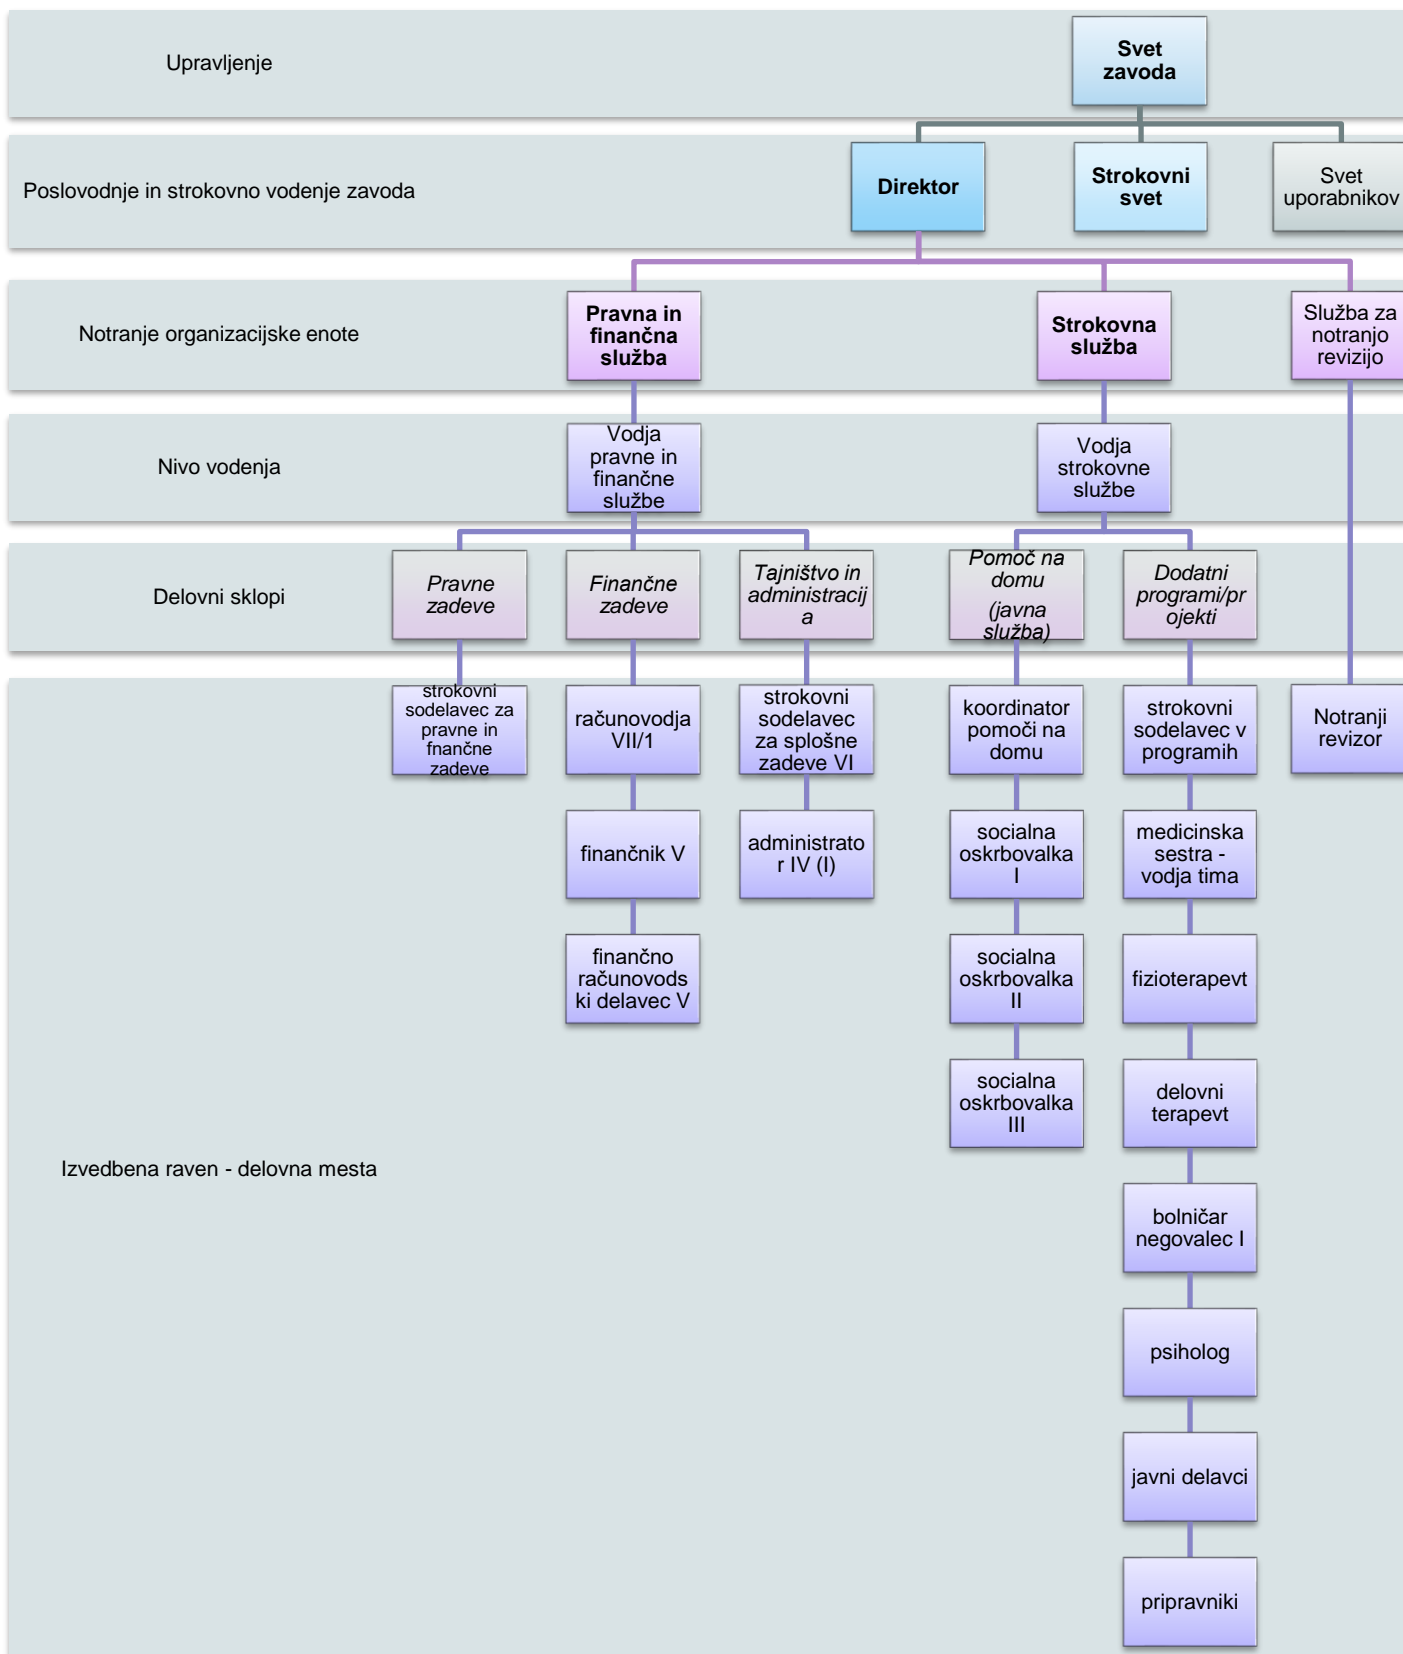 Upravljenje
Svet
zavoda
Poslovodnje in strokovno vodenje zavoda
Direktor
Strokovni
svet
Svet
uporabnikov
Notranje organizacijske enote
Pravna in
finančna
služba
Strokovna
služba
Služba za
notranjo
revizijo
Nivo vodenja
Vodja
pravne in
finančne
službe
Vodja
strokovne
službe
Delovni sklopi
Pravne
zadeve
Finančne
zadeve
Tajništvo in
administracij
a
Pomoč na
domu
(javna
služba)
Dodatni
programi/pr
ojekti
Izvedbena raven - delovna mesta
strokovni
sodelavec za
pravne in
fnančne
zadeve
računovodja
VII/1
finančnik V
finančno
računovods
ki delavec V
strokovni
sodelavec
za splošne
zadeve VI
administrato
r IV (I)
koordinator
pomoči na
domu
socialna
oskrbovalka
I
socialna
oskrbovalka
II
socialna
oskrbovalka
III
strokovni
sodelavec v
programih
medicinska
sestra -
vodja tima
fizioterapevt
delovni
terapevt
bolničar
negovalec I
psiholog
javni delavci
pripravniki
Notranji
revizor